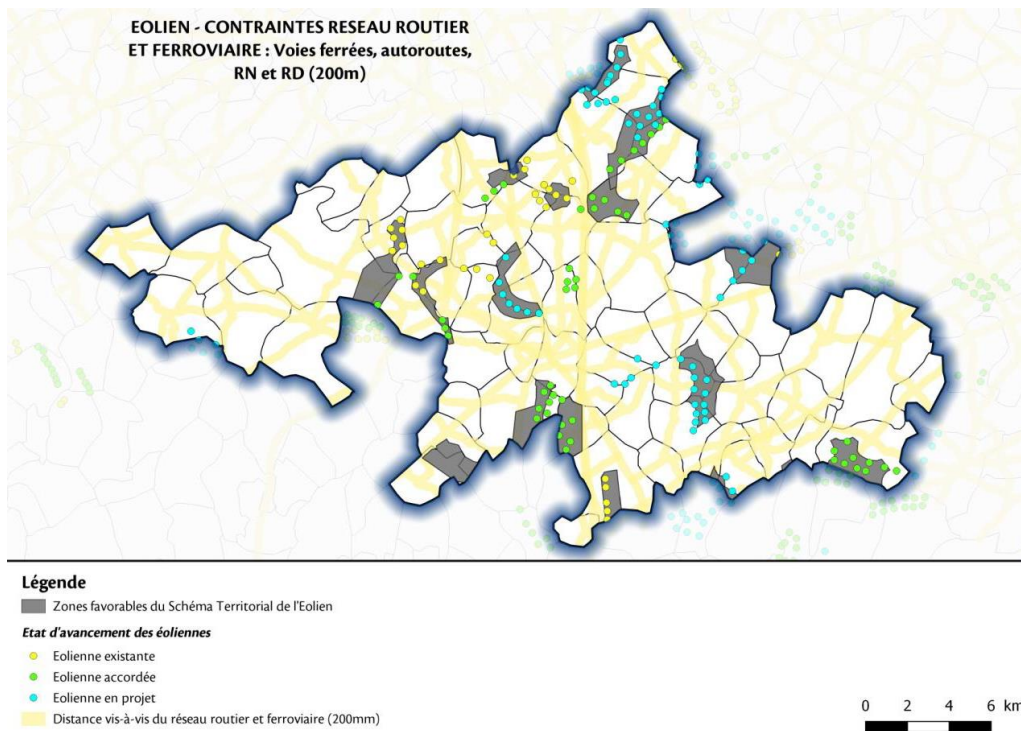 EOLIEN - CONTRAINTES RESEAU ROUTIER
ET FERROVIAIRE : Voies ferrées, autoroutes,
RN et RD (200m)
Légende
Zones favorables du Schéma Territorial de l'Eolien
Etat d'avancement des éoliennes
Eolienne existante
Eolienne accordée
Eolienne en projet
Distance vis-à-vis du réseau routier et ferroviaire (200mm)
0 2 4 6 km